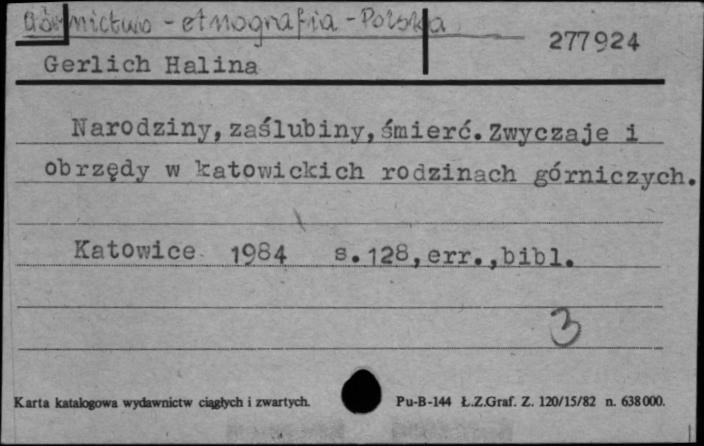 Górnictwo - etnografia - Polska
277924
Gerlich Halina
Narodziny, zaślubiny, śmierć. Zwyczaje i
obrzędy w katowickich rodzinach górniczych.
Katowice 1984 s. 128, err., bibl.
3
Karta katalogowa wydawnictw ciągłych i zwartych. Pu-B-144 Ł.Z.Graf. Z. 120/15/82 n. 638000.